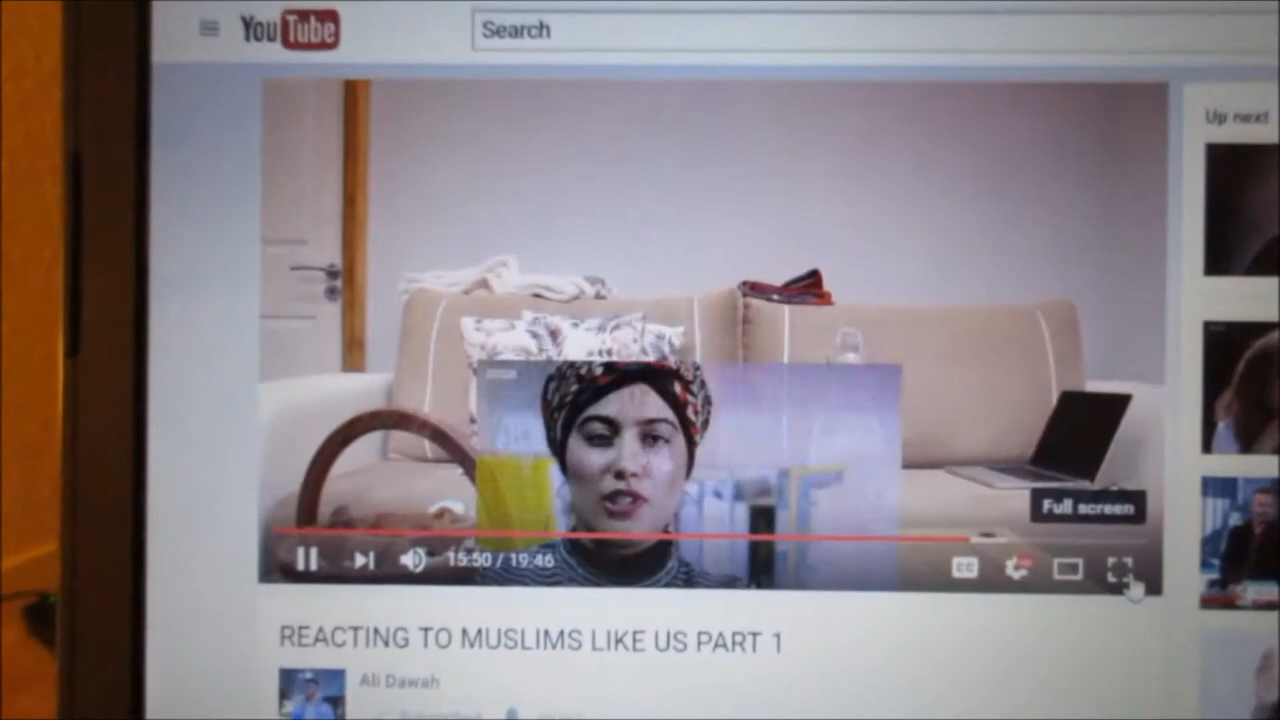 YouTube
Search
Up next
Full screen
15:50 / 19:46
CC
HD
REACTING TO MUSLIMS LIKE US PART 1
Ali Dawah